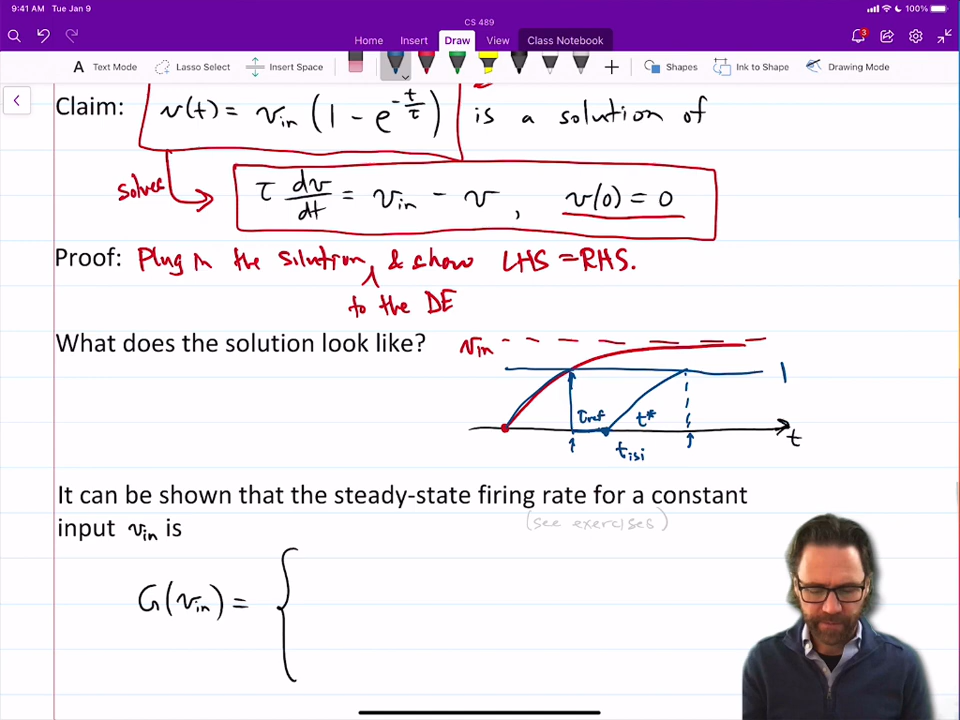 9:41 AM Tue Jan 9
100%
CS 489
Home Insert Draw View Class Notebook
3
A Text Mode Lasso Select Insert Space Shapes Ink to Shape Drawing Mode
Claim: v(t) = v_in (1 - e^{-t/τ}) is a solution of
solves
τ dv/dt = v_in - v , v(0) = 0
Proof: Plug in the solution & show LHS = RHS.
to the DE
What does the solution look like?
v_in
1
τ_ref t*
t
t_isi
It can be shown that the steady-state firing rate for a constant
(see exercises)
input v_in is
G(v_in) = {